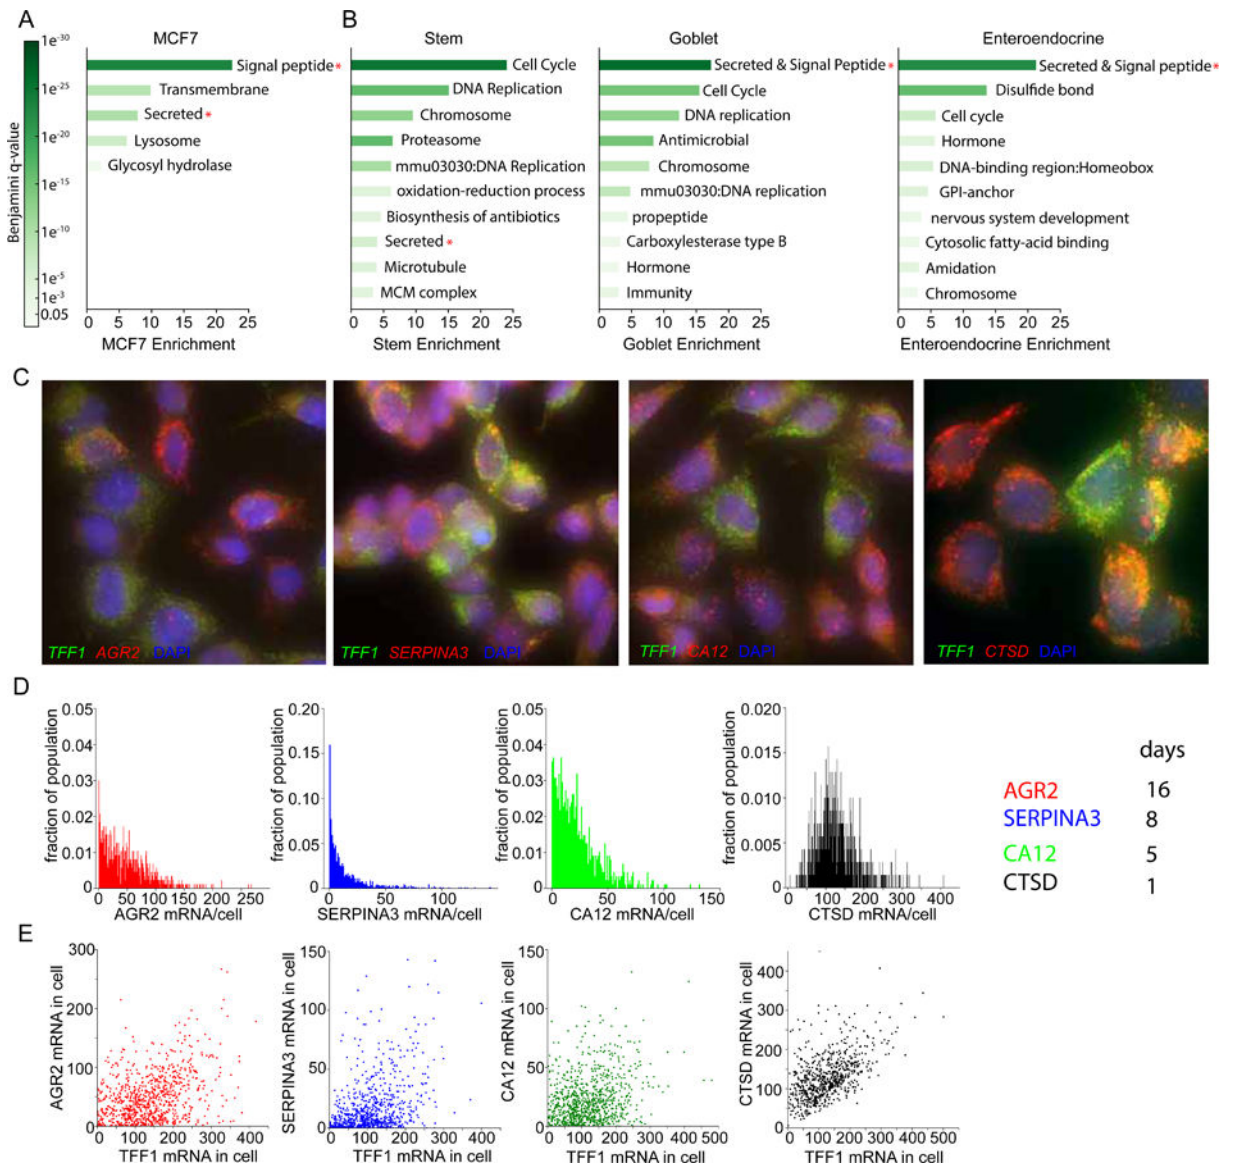 A
B
MCF7
Stem
Goblet
Enteroendocrine
Benjamini q-value
1e-30
1e-25
1e-20
1e-15
1e-10
1e-5
1e-3
0.05
Signal peptide*
Transmembrane
Secreted*
Lysosome
Glycosyl hydrolase
0 5 10 15 20 25
MCF7 Enrichment
Cell Cycle
DNA Replication
Chromosome
Proteasome
mmu03030:DNA Replication
oxidation-reduction process
Biosynthesis of antibiotics
Secreted*
Microtubule
MCM complex
0 5 10 15 20 25
Stem Enrichment
Secreted & Signal Peptide*
Cell Cycle
DNA replication
Antimicrobial
Chromosome
mmu03030:DNA replication
propeptide
Carboxylesterase type B
Hormone
Immunity
0 5 10 15 20 25
Goblet Enrichment
Secreted & Signal peptide*
Disulfide bond
Cell cycle
Hormone
DNA-binding region:Homeobox
GPI-anchor
nervous system development
Cytosolic fatty-acid binding
Amidation
Chromosome
0 5 10 15 20 25
Enteroendocrine Enrichment
C
TFF1 AGR2 DAPI
TFF1 SERPINA3 DAPI
TFF1 CA12 DAPI
TFF1 CTSD DAPI
D
fraction of population
0.05
0.04
0.03
0.02
0.01
0
0 50 100 150 200 250
AGR2 mRNA/cell
fraction of population
0.20
0.15
0.10
0.05
0
0 50 100
SERPINA3 mRNA/cell
fraction of population
0.05
0.04
0.03
0.02
0.01
0
0 50 100 150
CA12 mRNA/cell
fraction of population
0.020
0.015
0.010
0.005
0
0 100 200 300 400
CTSD mRNA/cell
days
AGR2 16
SERPINA3 8
CA12 5
CTSD 1
E
AGR2 mRNA in cell
300
200
100
0
0 100 200 300 400
TFF1 mRNA in cell
SERPINA3 mRNA in cell
150
100
50
0
0 100 200 300 400
TFF1 mRNA in cell
CA12 mRNA in cell
150
100
50
0
0 100 200 300 400 500
TFF1 mRNA in cell
CTSD mRNA in cell
400
300
200
100
0
0 100 200 300 400 500
TFF1 mRNA in cell